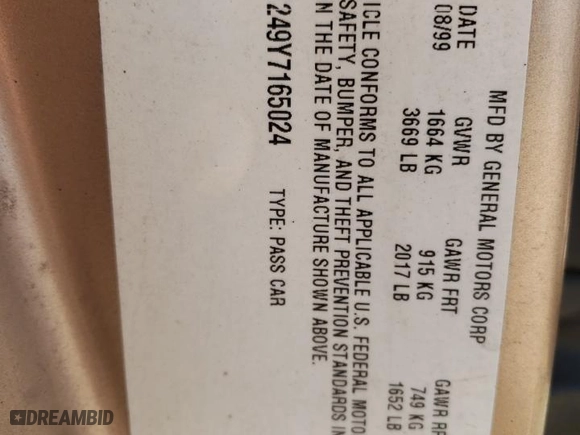 MFD BY GENERAL MOTORS CORP
DATE GVWR GAWR FRT GAWR RR
08/99 1664 KG 915 KG 749 KG
3669 LB 2017 LB 1652 LB
ICLE CONFORMS TO ALL APPLICABLE U.S. FEDERAL MOTO
SAFETY, BUMPER, AND THEFT PREVENTION STANDARDS IN
N THE DATE OF MANUFACTURE SHOWN ABOVE.
249Y7165024 TYPE: PASS CAR
DREAMBID